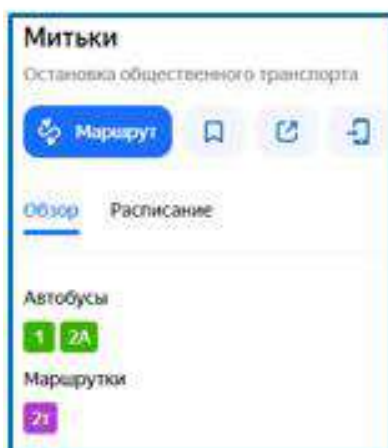 Митьки
Остановка общественного транспорта
Маршрут
Обзор Расписание
Автобусы
1 2А
Маршрутки
2т